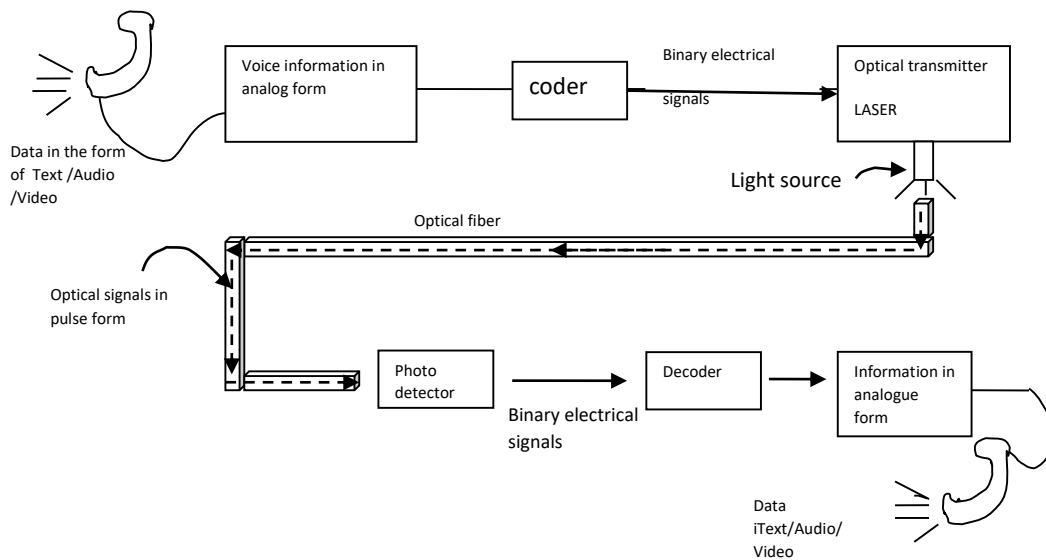 Voice information in
analog form
coder
Binary electrical
signals
Optical transmitter
LASER
Data in the form
of Text /Audio
/Video
Light source
Optical fiber
Optical signals in
pulse form
Photo
detector
Binary electrical
signals
Decoder
Information in
analogue
form
Data
iText/Audio/
Video